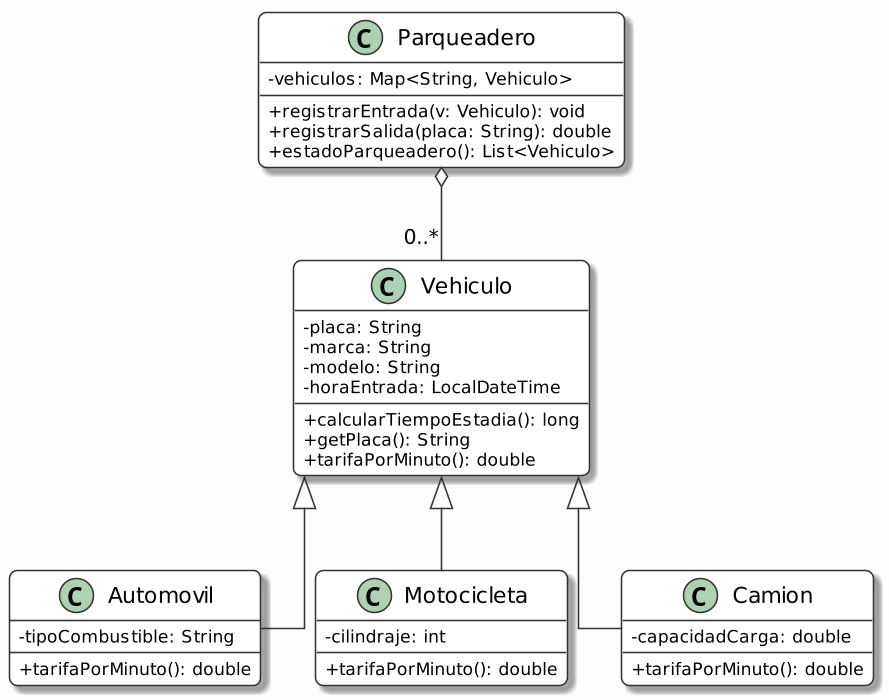 C Parqueadero
-vehiculos: Map<String, Vehiculo>
+registrarEntrada(v: Vehiculo): void
+registrarSalida(placa: String): double
+estadoParqueadero(): List<Vehiculo>
0..*
C Vehiculo
-placa: String
-marca: String
-modelo: String
-horaEntrada: LocalDateTime
+calcularTiempoEstadia(): long
+getPlaca(): String
+tarifaPorMinuto(): double
C Automovil
-tipoCombustible: String
+tarifaPorMinuto(): double
C Motocicleta
-cilindraje: int
+tarifaPorMinuto(): double
C Camion
-capacidadCarga: double
+tarifaPorMinuto(): double